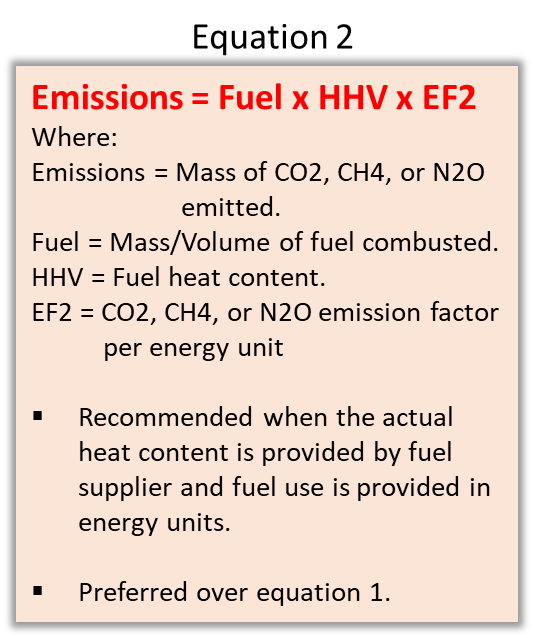 Equation 2
Emissions = Fuel x HHV x EF2
Where:
Emissions = Mass of CO2, CH4, or N2O
emitted.
Fuel = Mass/Volume of fuel combusted.
HHV = Fuel heat content.
EF2 = CO2, CH4, or N2O emission factor
per energy unit
▪ Recommended when the actual
heat content is provided by fuel
supplier and fuel use is provided in
energy units.
▪ Preferred over equation 1.